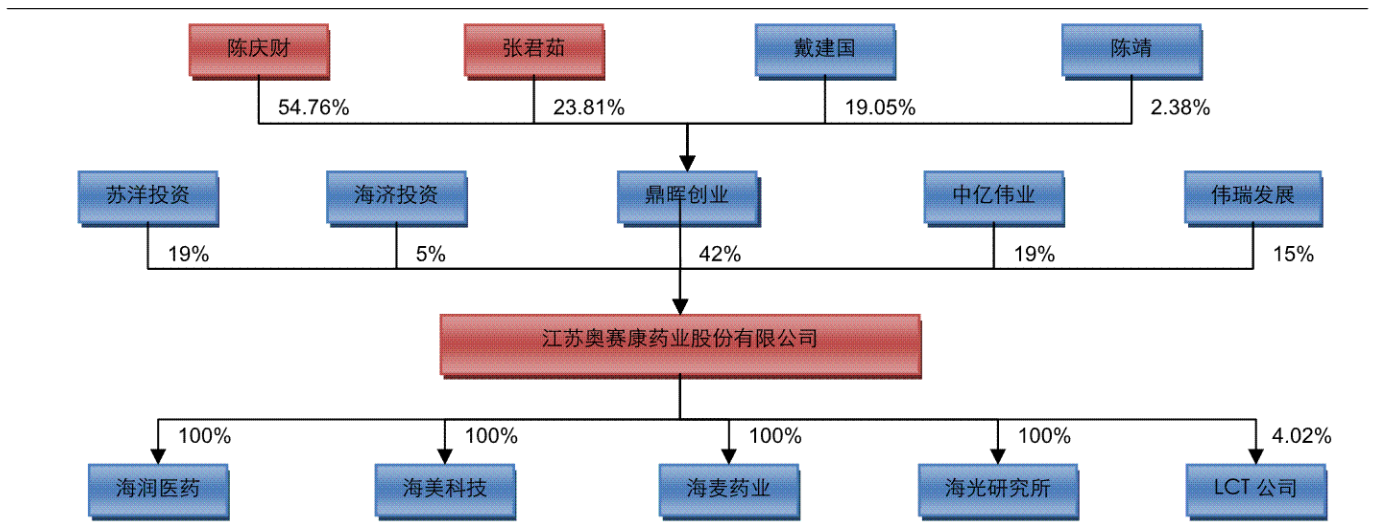 陈庆财
张君茹
戴建国
陈靖
54.76%
23.81%
19.05%
2.38%
苏洋投资
海济投资
鼎晖创业
中亿伟业
伟瑞发展
19%
5%
42%
19%
15%
江苏奥赛康药业股份有限公司
100%
100%
100%
100%
4.02%
海润医药
海美科技
海麦药业
海光研究所
LCT 公司